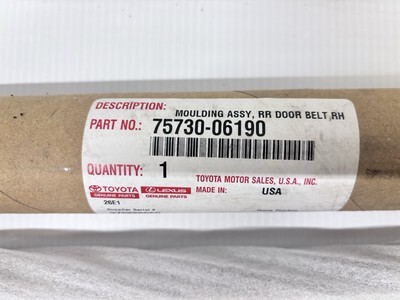 DESCRIPTION: MOULDING ASSY, RR DOOR BELT,RH
PART NO.: 75730-06190
QUANTITY: 1
TOYOTA MOTOR SALES, U.S.A., INC.
TOYOTA GENUINE PARTS LEXUS GENUINE PARTS MADE IN: USA
26E1